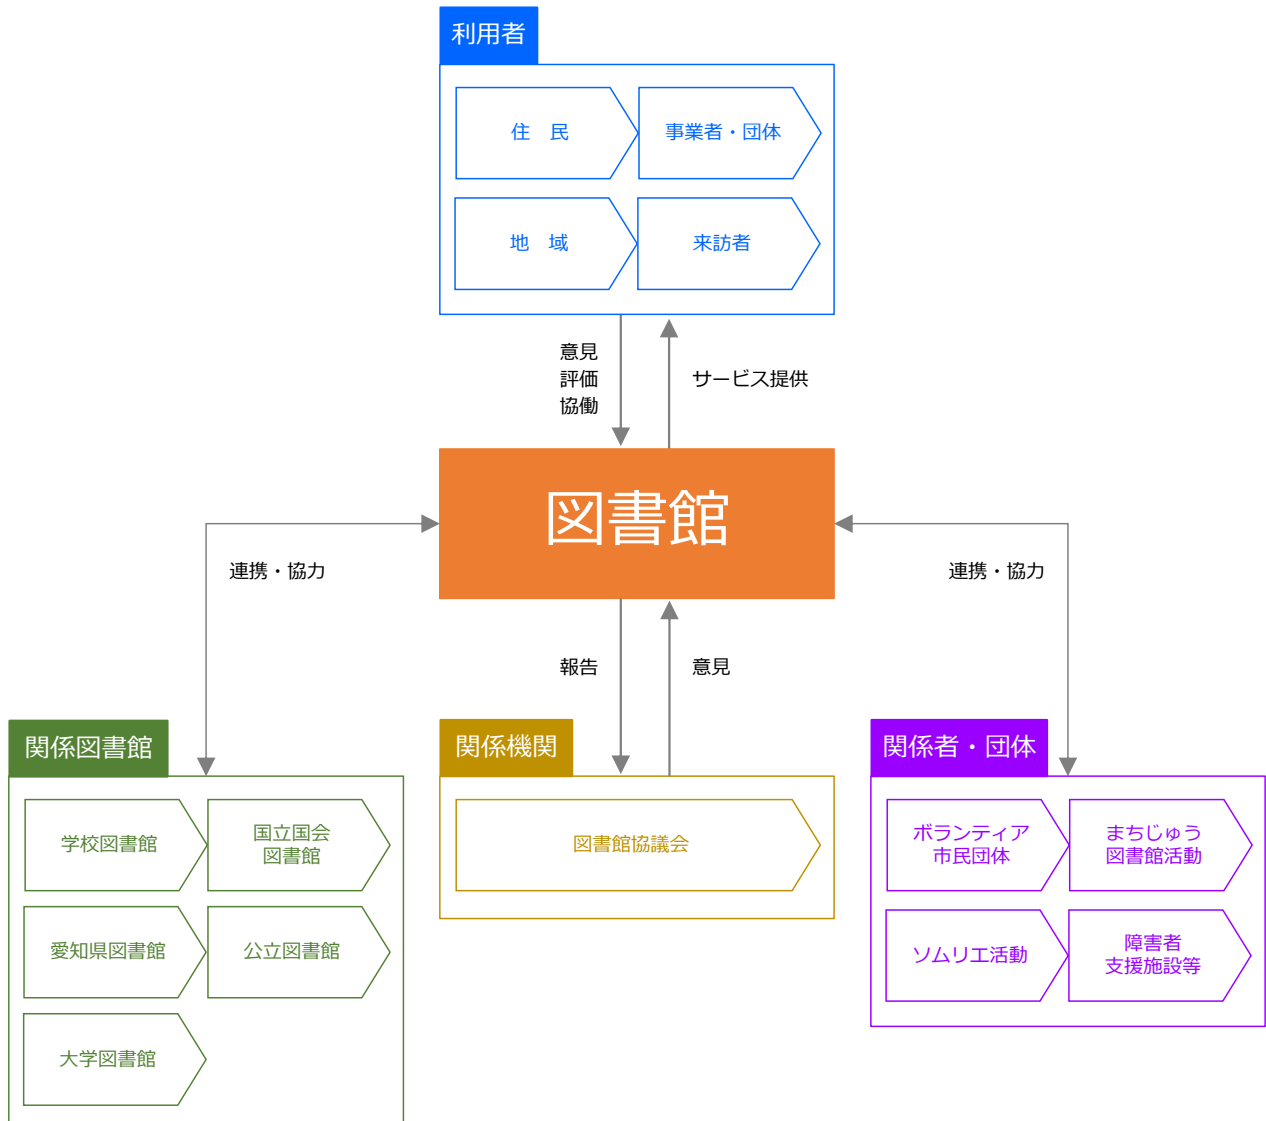 利用者
住　民
事業者・団体
地　域
来訪者
意見
評価
協働
サービス提供
図書館
連携・協力
連携・協力
報告
意見
関係図書館
学校図書館
国立国会
図書館
愛知県図書館
公立図書館
大学図書館
関係機関
図書館協議会
関係者・団体
ボランティア
市民団体
まちじゅう
図書館活動
ソムリエ活動
障害者
支援施設等